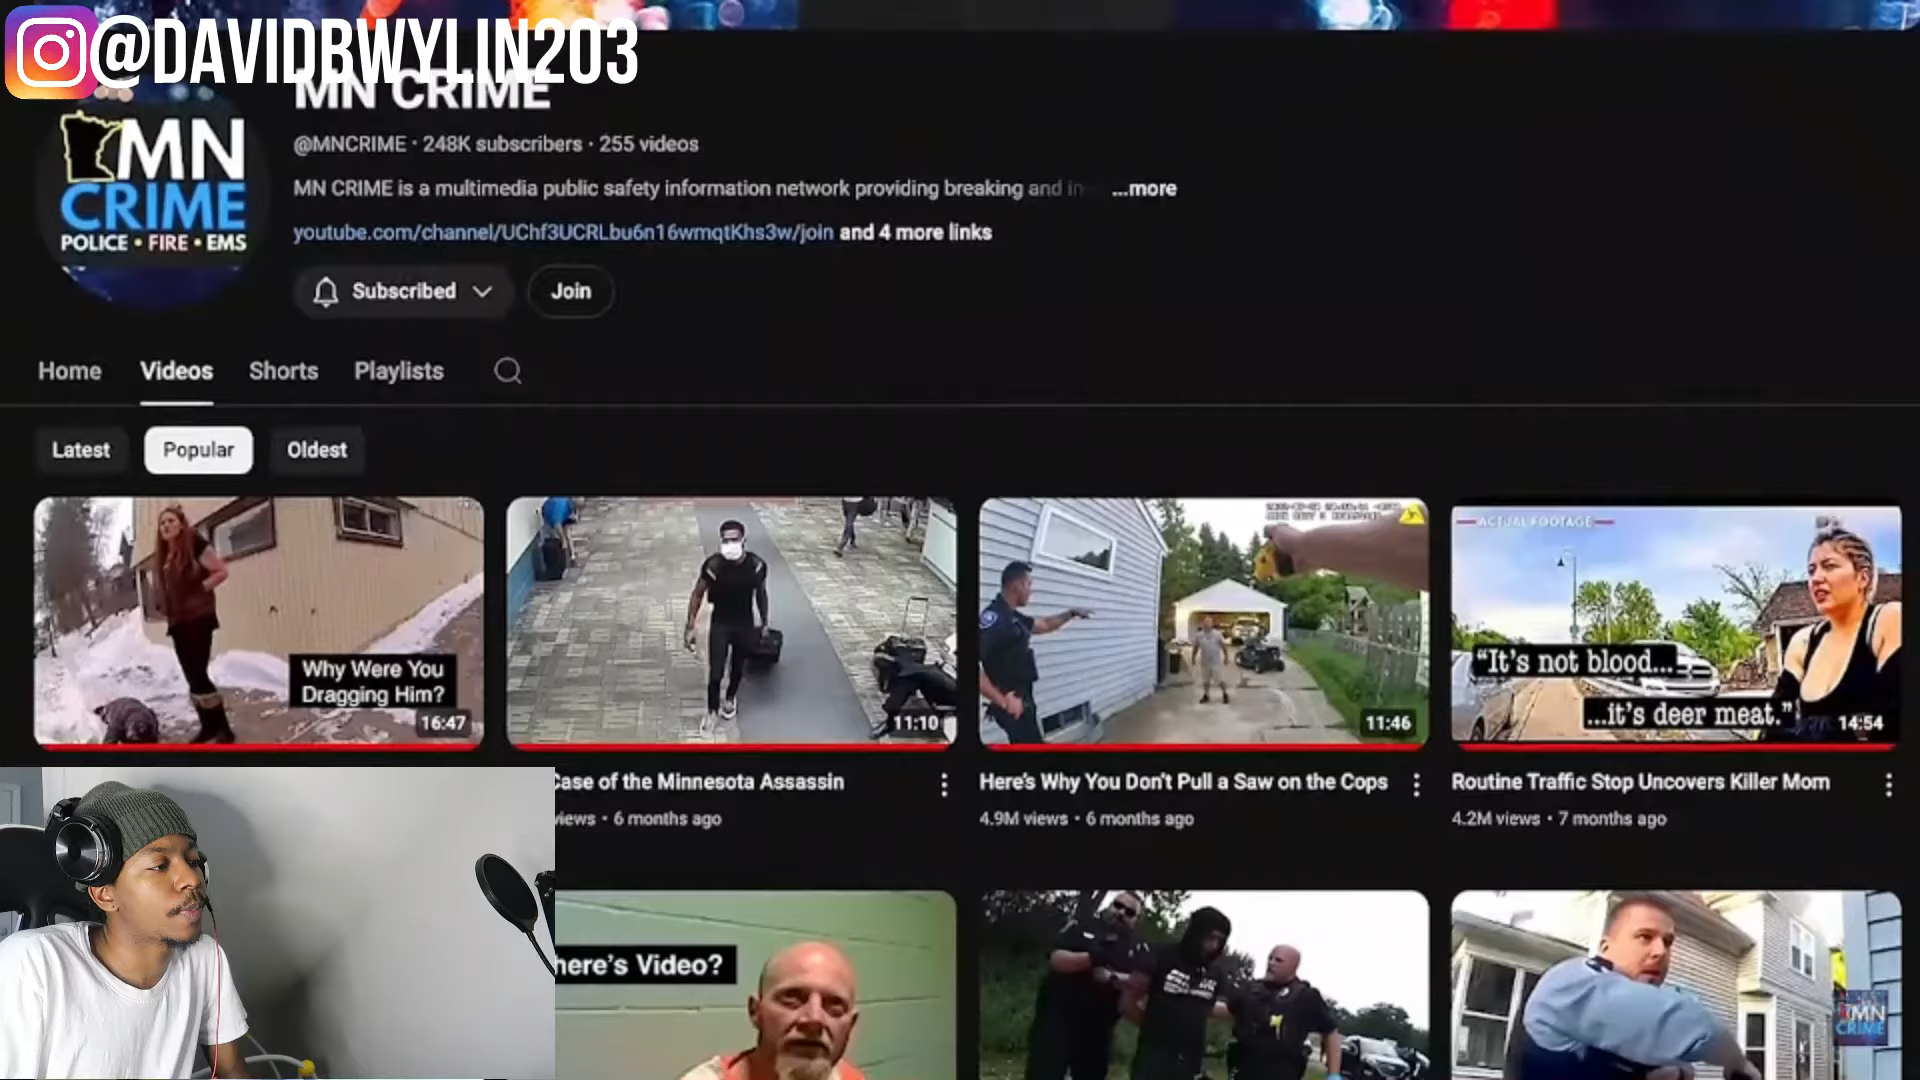 @DAVIDBWYLIN203
MN CRIME
@MNCRIME · 248K subscribers · 255 videos
MN CRIME is a multimedia public safety information network providing breaking and in ...more
youtube.com/channel/UChf3UCRLbu6n16wmqtKhs3w/join and 4 more links
Subscribed
Join
MN
CRIME
POLICE • FIRE • EMS
Home
Videos
Shorts
Playlists
Latest
Popular
Oldest
Why Were You
Dragging Him?
16:47
11:10
11:46
ACTUAL FOOTAGE
"It's not blood...
...it's deer meat."
14:54
Case of the Minnesota Assassin
views • 6 months ago
Here's Why You Don't Pull a Saw on the Cops
4.9M views • 6 months ago
Routine Traffic Stop Uncovers Killer Mom
4.2M views • 7 months ago
here's Video?
MN
CRIME